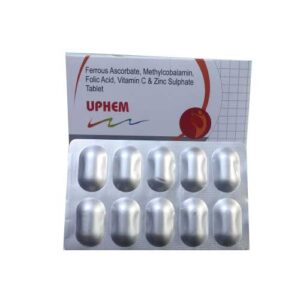 Ferrous Ascorbate, Methylcobalamin,
Folic Acid, Vitamin C & Zinc Sulphate
Tablet
UPHEM